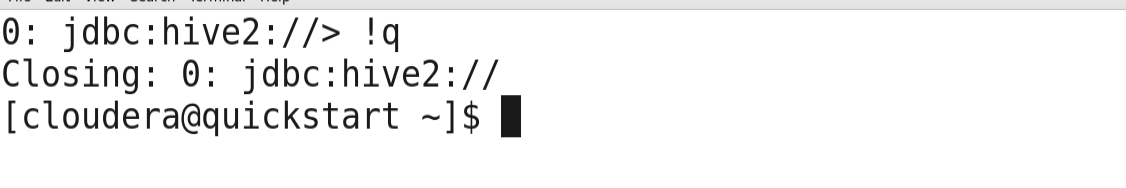 0: jdbc:hive2://> !q
Closing: 0: jdbc:hive2://
[cloudera@quickstart ~]$